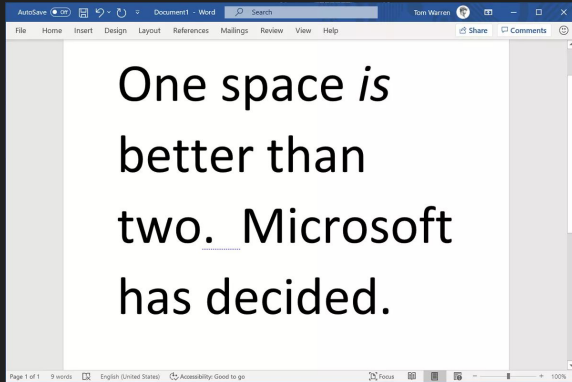 AutoSave Off Document1 - Word Search Tom Warren
File Home Insert Design Layout References Mailings Review View Help Share Comments
One space is
better than
two.  Microsoft
has decided.
Page 1 of 1 9 words English (United States) Accessibility: Good to go Focus 100%